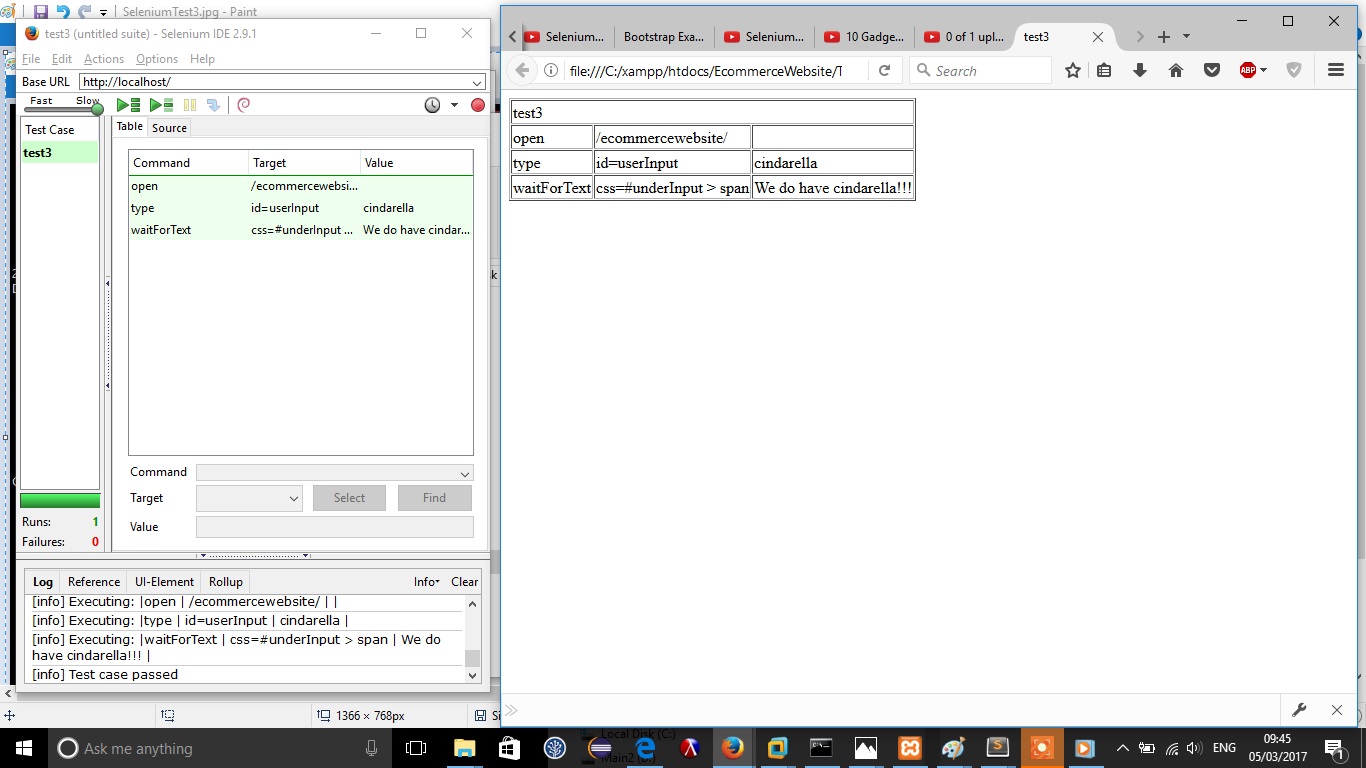 SeleniumTest3.jpg - Paint
test3 (untitled suite) - Selenium IDE 2.9.1
File Edit Actions Options Help
Base URL http://localhost/
Fast Slow
Test Case
test3
Table Source
Command Target Value
open /ecommercewebsi...
type id=userInput cindarella
waitForText css=#underInput ... We do have cindar...
Command
Target Select Find
Value
Runs: 1
Failures: 0
Log Reference UI-Element Rollup Info Clear
[info] Executing: |open | /ecommercewebsite/ | |
[info] Executing: |type | id=userInput | cindarella |
[info] Executing: |waitForText | css=#underInput > span | We do
have cindarella!!! |
[info] Test case passed
1366 × 768px
Selenium... Bootstrap Exa... Selenium... 10 Gadge... 0 of 1 upl... test3
file:///C:/xampp/htdocs/EcommerceWebsite/T
Search
ABP
test3
open /ecommercewebsite/
type id=userInput cindarella
waitForText css=#underInput > span We do have cindarella!!!
Local Disk (C:)
Ask me anything
ENG
09:45
05/03/2017
1